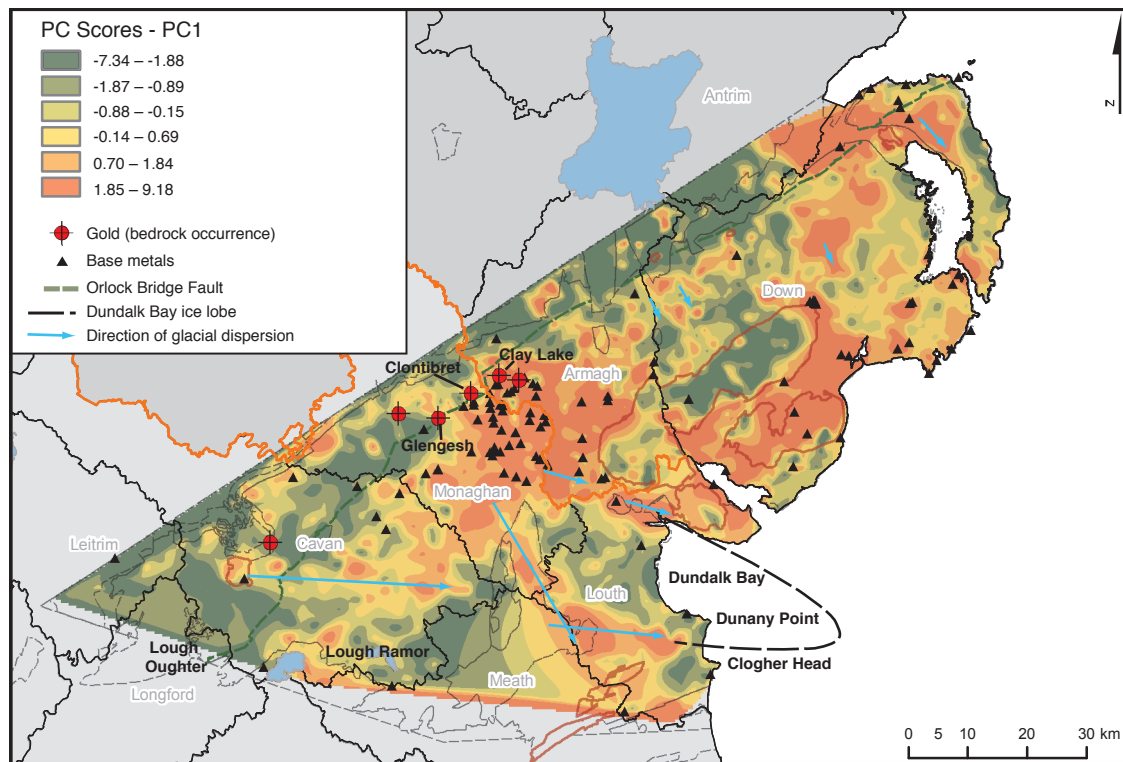 PC Scores - PC1
-7.34 – -1.88
-1.87 – -0.89
-0.88 – -0.15
-0.14 – 0.69
0.70 – 1.84
1.85 – 9.18
Gold (bedrock occurrence)
Base metals
Orlock Bridge Fault
Dundalk Bay ice lobe
Direction of glacial dispersion
N
Antrim
Down
Clay Lake
Clontibret
Armagh
Glengesh
Monaghan
Leitrim
Cavan
Dundalk Bay
Louth
Dunany Point
Lough
Oughter
Lough Ramor
Clogher Head
Meath
Longford
0 5 10 20 30 km